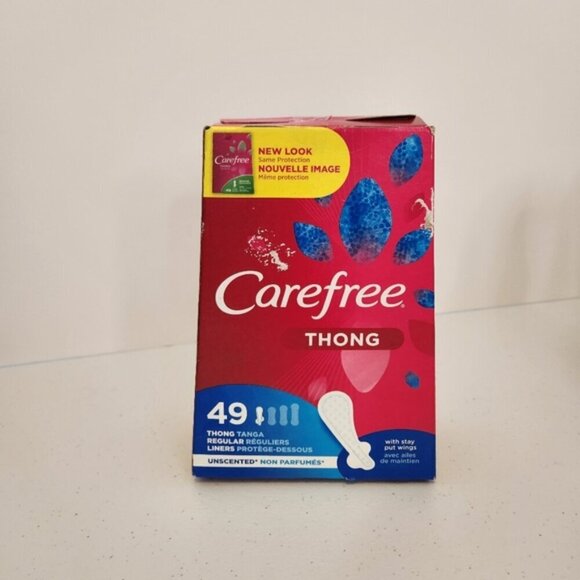 Carefree
NEW LOOK
Same Protection
NOUVELLE IMAGE
Même protection
Carefree®
THONG
49
THONG TANGA
REGULAR RÉGULIERS
LINERS PROTÈGE-DESSOUS
UNSCENTED* NON PARFUMÉS*
with stay
put wings
avec ailes
de maintien